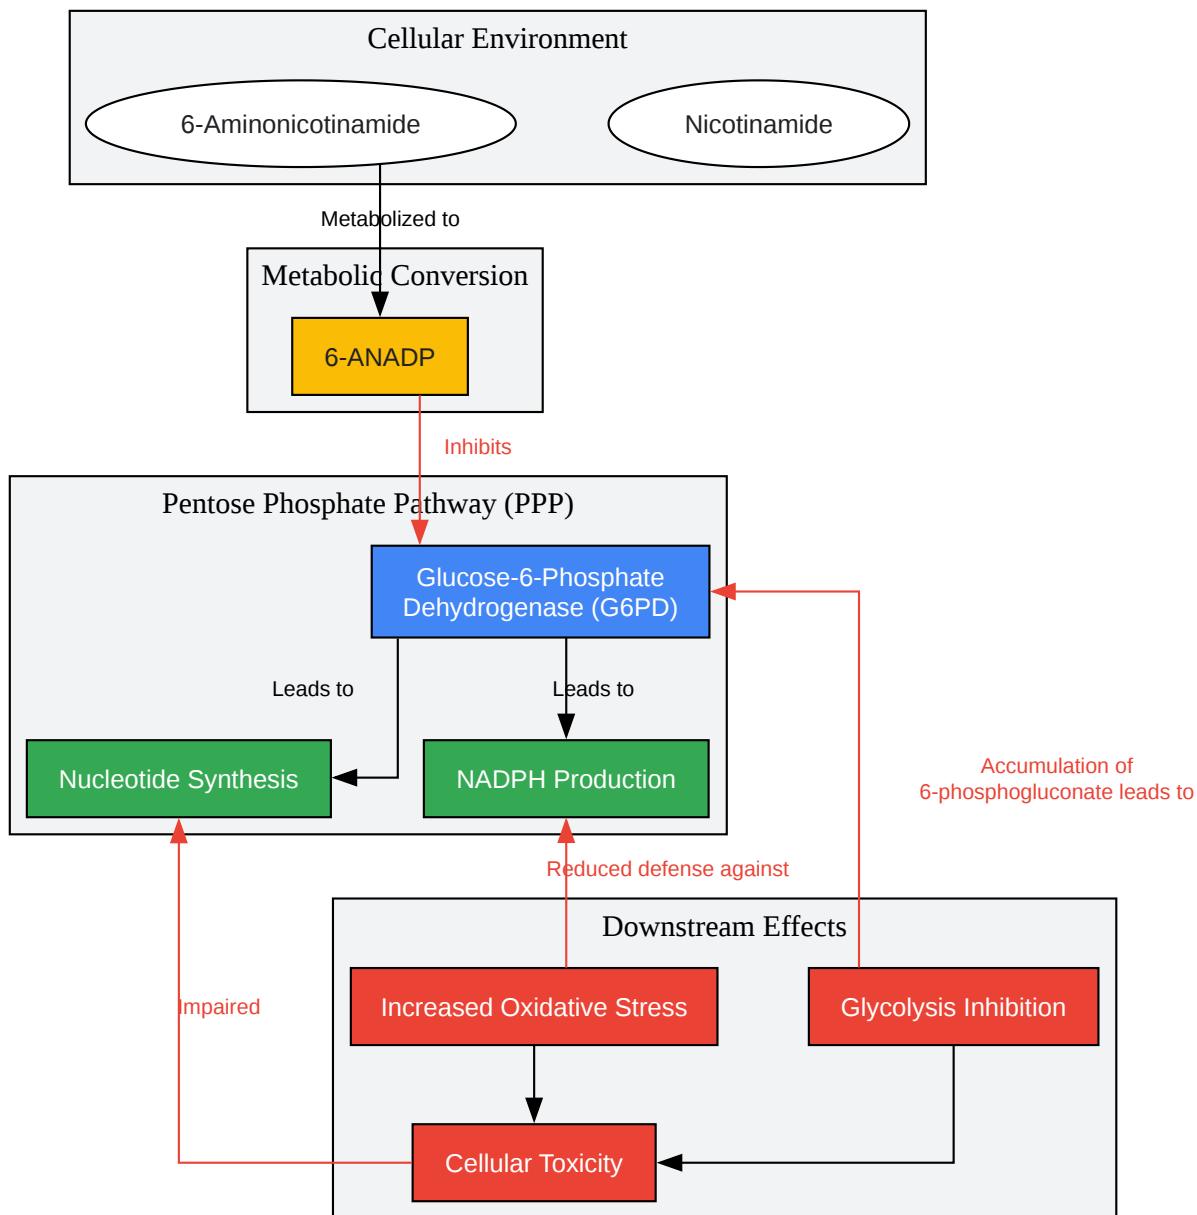 Cellular Environment
6-Aminonicotinamide
Nicotinamide
Metabolized to
Metabolic Conversion
6-ANADP
Inhibits
Pentose Phosphate Pathway (PPP)
Glucose-6-Phosphate
Dehydrogenase (G6PD)
Leads to
Leads to
Nucleotide Synthesis
NADPH Production
Accumulation of
6-phosphogluconate leads to
Reduced defense against
Downstream Effects
Increased Oxidative Stress
Glycolysis Inhibition
Impaired
Cellular Toxicity